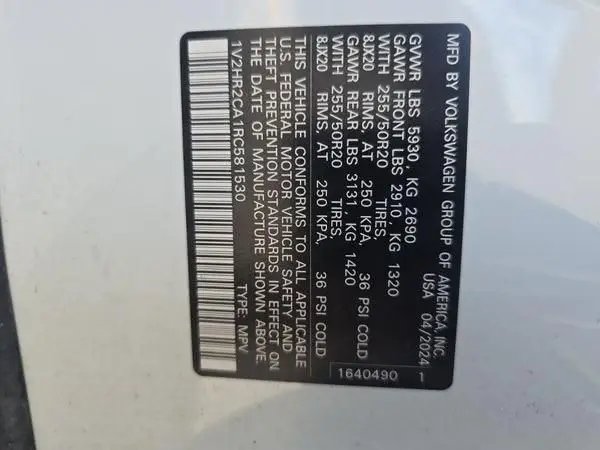 MFD BY VOLKSWAGEN GROUP OF AMERICA, INC.
USA 04/2024
GVWR LBS 5930, KG 2690
GAWR FRONT LBS 2910, KG 1320
WITH 255/50R20 TIRES,
8JX20 RIMS, AT 250 KPA, 36 PSI COLD
GAWR REAR LBS 3131, KG 1420
WITH 255/50R20 TIRES,
8JX20 RIMS, AT 250 KPA, 36 PSI COLD
THIS VEHICLE CONFORMS TO ALL APPLICABLE
U.S. FEDERAL MOTOR VEHICLE SAFETY AND
THEFT PREVENTION STANDARDS IN EFFECT ON
THE DATE OF MANUFACTURE SHOWN ABOVE.
1V2HR2CA1RC581530 TYPE: MPV
1640490 1